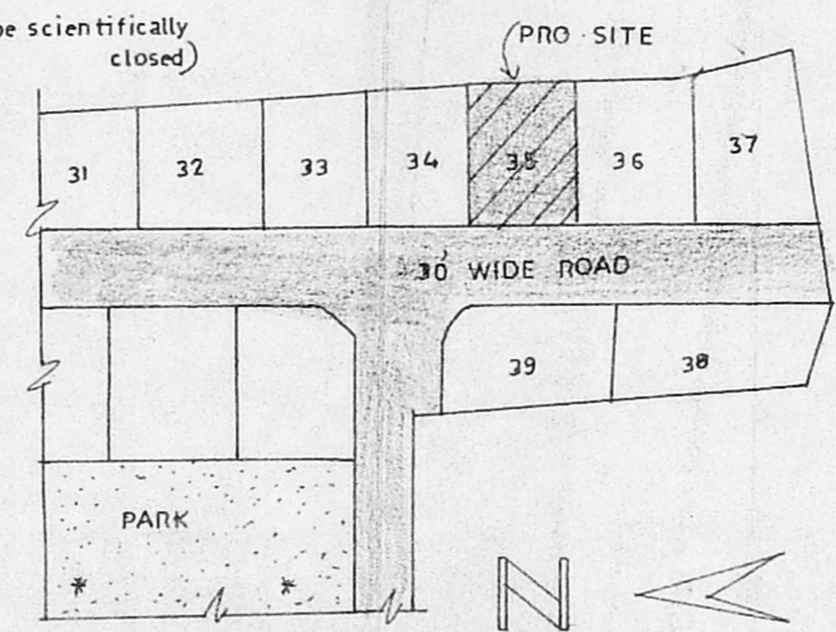 be scientifically
closed)
PRO. SITE
31
32
33
34
35
36
37
30' WIDE ROAD
39
38
PARK
N